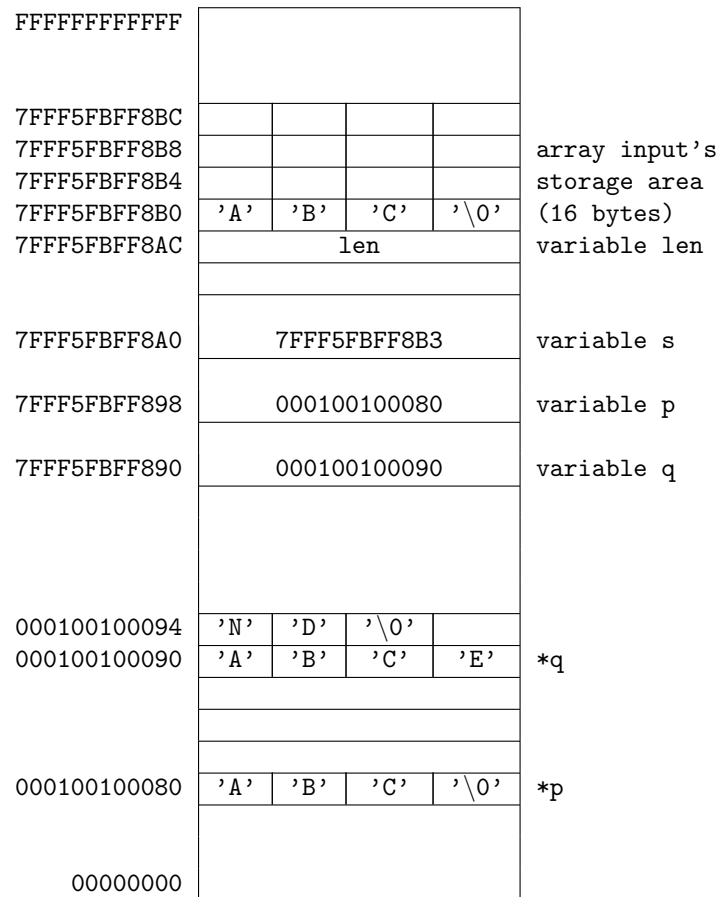 FFFFFFFFFFFF
7FFF5FBFF8BC
7FFF5FBFF8B8 array input's
7FFF5FBFF8B4 storage area
7FFF5FBFF8B0 'A' 'B' 'C' '\0' (16 bytes)
7FFF5FBFF8AC len variable len
7FFF5FBFF8A0 7FFF5FBFF8B3 variable s
7FFF5FBFF898 000100100080 variable p
7FFF5FBFF890 000100100090 variable q
000100100094 'N' 'D' '\0'
000100100090 'A' 'B' 'C' 'E' *q
000100100080 'A' 'B' 'C' '\0' *p
00000000